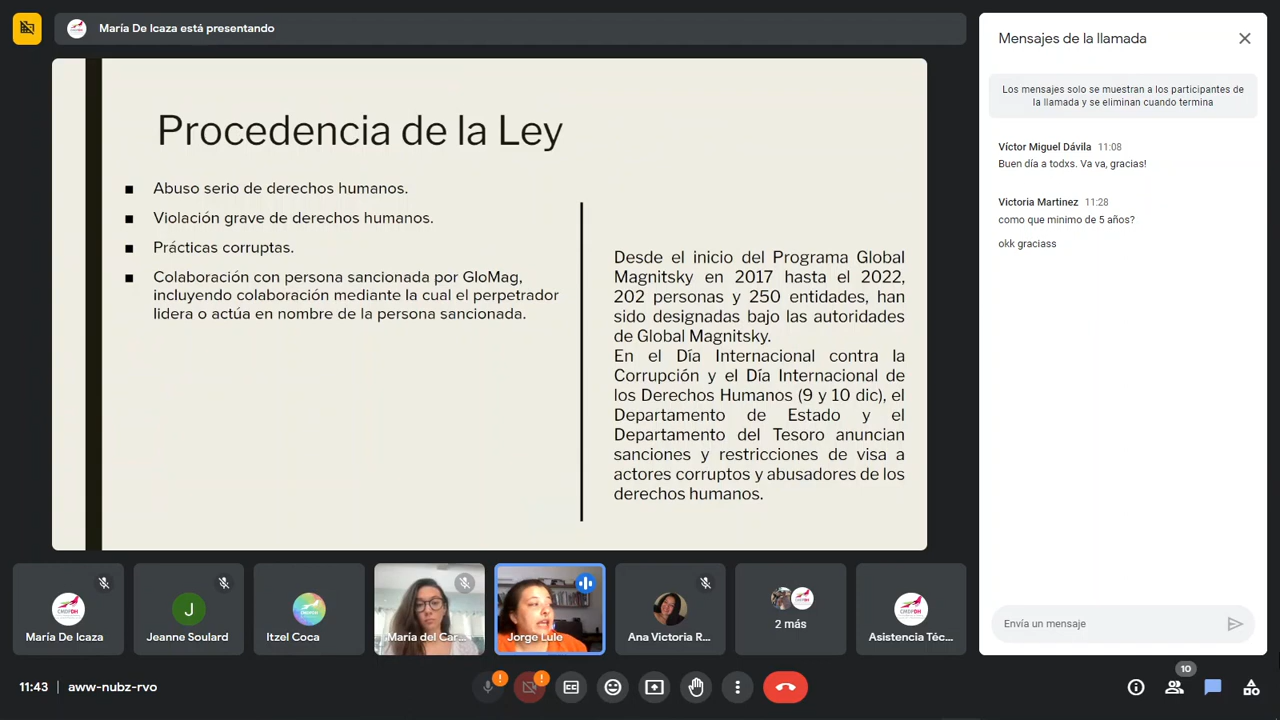 María De Icaza está presentando
Procedencia de la Ley
Abuso serio de derechos humanos.
Violación grave de derechos humanos.
Prácticas corruptas.
Colaboración con persona sancionada por GloMag,
incluyendo colaboración mediante la cual el perpetrador
lidera o actúa en nombre de la persona sancionada.
Desde el inicio del Programa Global
Magnitsky en 2017 hasta el 2022,
202 personas y 250 entidades, han
sido designadas bajo las autoridades
de Global Magnitsky.
En el Día Internacional contra la
Corrupción y el Día Internacional de
los Derechos Humanos (9 y 10 dic), el
Departamento de Estado y el
Departamento del Tesoro anuncian
sanciones y restricciones de visa a
actores corruptos y abusadores de los
derechos humanos.
Mensajes de la llamada
Los mensajes solo se muestran a los participantes de
la llamada y se eliminan cuando termina
Víctor Miguel Dávila 11:08
Buen día a todxs. Va va, gracias!
Victoria Martinez 11:28
como que minimo de 5 años?
okk graciass
Envía un mensaje
CMDPDH
María De Icaza
J
Jeanne Soulard
Itzel Coca
María del Car...
Jorge Lule
Ana Victoria R...
2 más
CMDPDH
Asistencia Téc...
11:43 aww-nubz-rvo
10